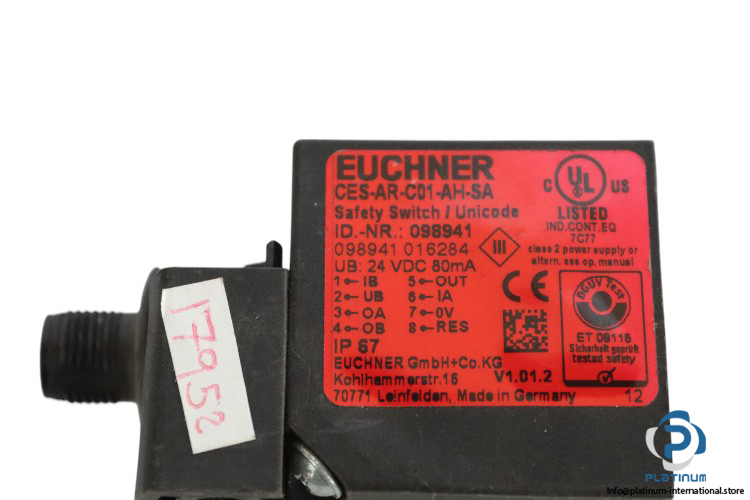 EUCHNER
CES-AR-C01-AH-SA
Safety Switch / Unicode
ID.-NR.: 098941
098941 016284
UB: 24 VDC 80mA
1 IB 5 OUT
2 UB 6 IA
3 OA 7 0V
4 OB 8 RES
IP 67
EUCHNER GmbH+Co.KG
Kohlhammerstr.16 V1.01.2
70771 Leinfelden, Made in Germany 12
III
C UL US
LISTED
IND.CONT.EQ
7C77
class 2 power supply or
altern. see op. manual
CE
DGUV Test
ET 08115
Sicherheit geprüft
tested safety
17952
PLATINUM
info@platinum-international.store